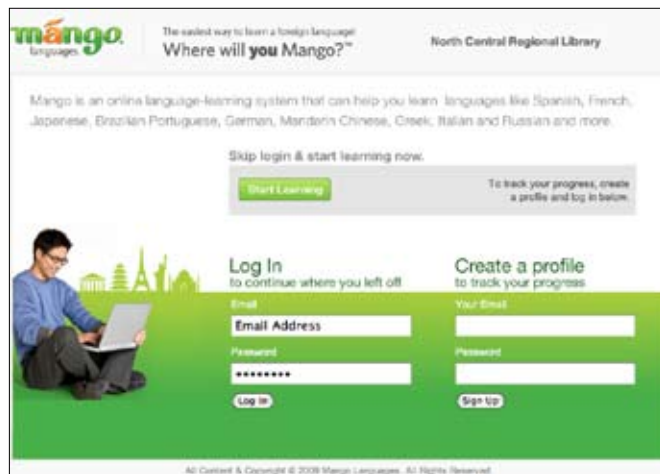 mango
languages
The easiest way to learn a foreign language!
Where will you Mango?™
North Central Regional Library
Mango is an online language-learning system that can help you learn languages like Spanish, French,
Japanese, Brazilian Portuguese, German, Mandarin Chinese, Greek, Italian and Russian and more.
Skip login & start learning now.
Start Learning
To track your progress, create
a profile and log in below.
Log In
to continue where you left off
Email
Email Address
Password
••••••••
Log In
Create a profile
to track your progress
Your Email
Password
Sign Up
All Content & Copyright © 2009 Mango Languages. All Rights Reserved.